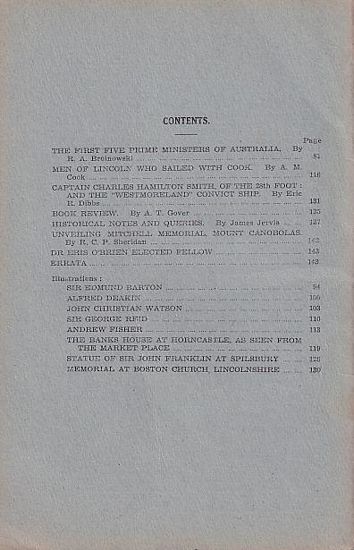 CONTENTS.
Page
THE FIRST FIVE PRIME MINISTERS OF AUSTRALIA. By
R. A. Broinowski 81
MEN OF LINCOLN WHO SAILED WITH COOK. By A. M.
Cook 116
CAPTAIN CHARLES HAMILTON SMITH, OF THE 28th FOOT:
AND THE "WESTMORELAND" CONVICT SHIP. By Eric
R. Dibbs 131
BOOK REVIEW. By A. T. Gover 135
HISTORICAL NOTES AND QUERIES. By James Jervis 137
UNVEILING MITCHELL MEMORIAL, MOUNT CANOBOLAS.
By R. C. P. Sheridan 142
DR ERIS O'BRIEN ELECTED FELLOW 143
ERRATA 143
Illustrations:
SIR EDMUND BARTON 84
ALFRED DEAKIN
JOHN CHRISTIAN WATSON 103
SIR GEORGE REID 110
ANDREW FISHER 113
THE BANKS HOUSE AT HORNCASTLE, AS SEEN FROM
THE MARKET PLACE 119
STATUE OF SIR JOHN FRANKLIN AT SPILSBURY
MEMORIAL AT BOSTON CHURCH, LINCOLNSHIRE 130